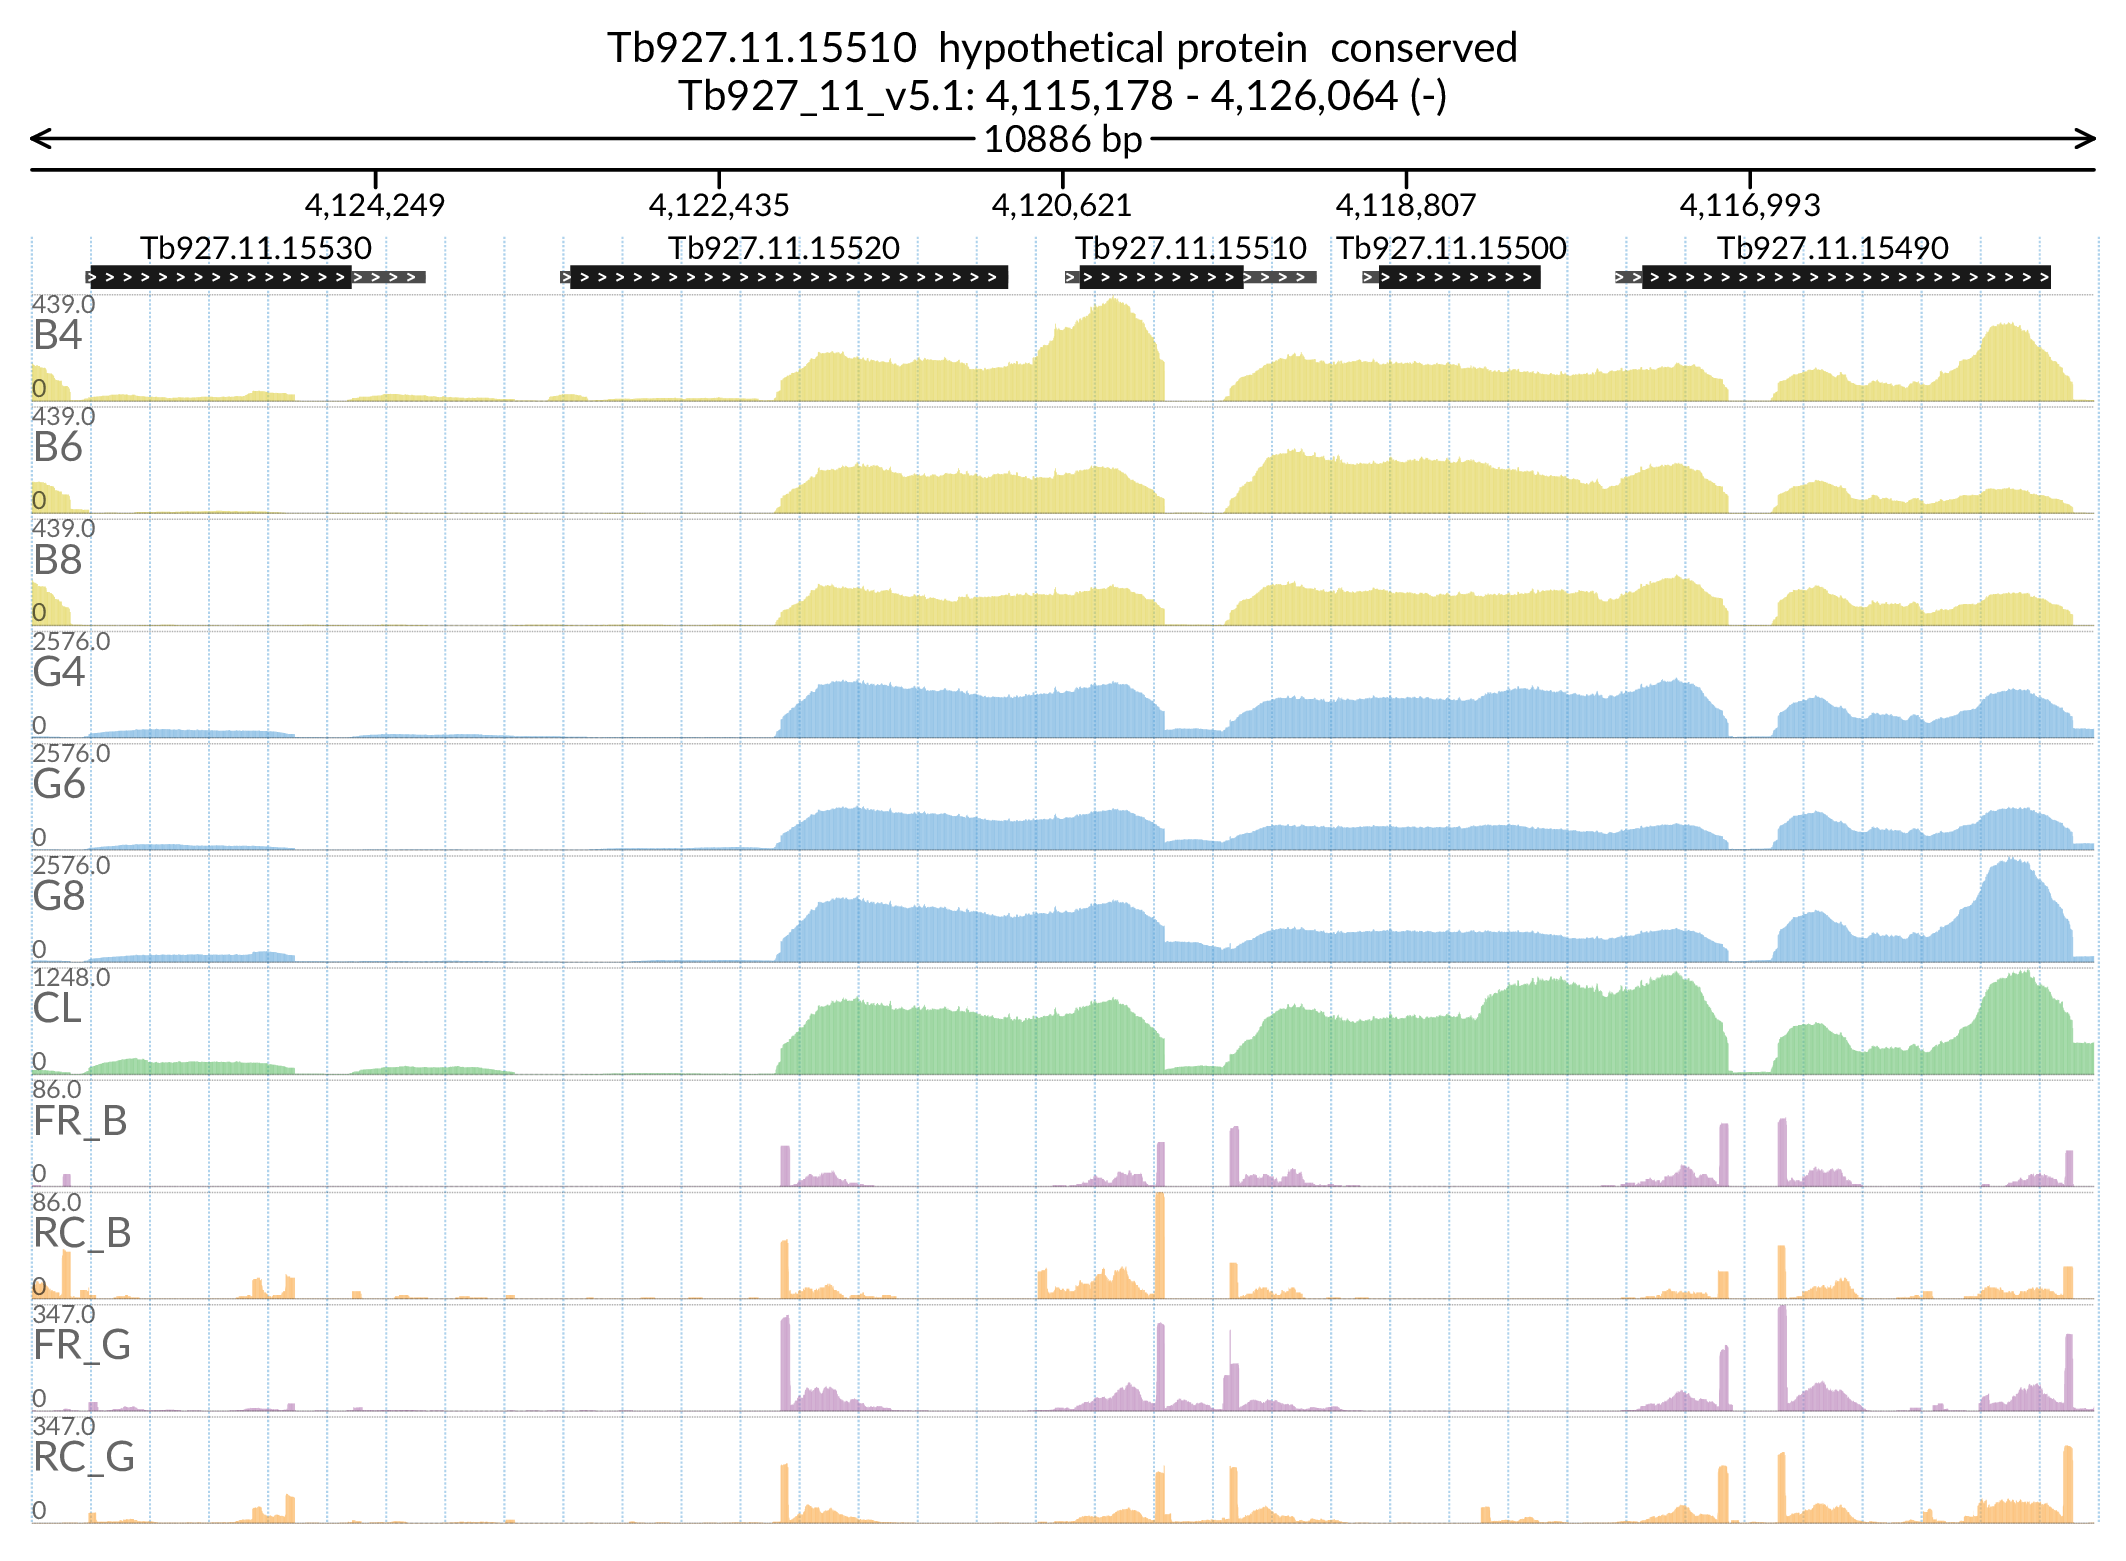 Tb927.11.15510  hypothetical protein  conserved
Tb927_11_v5.1: 4,115,178 - 4,126,064 (-)
10886 bp
4,124,249 4,122,435 4,120,621 4,118,807 4,116,993
Tb927.11.15530 Tb927.11.15520 Tb927.11.15510 Tb927.11.15500 Tb927.11.15490
439.0
B4
0
439.0
B6
0
439.0
B8
0
2576.0
G4
0
2576.0
G6
0
2576.0
G8
0
1248.0
CL
0
86.0
FR_B
0
86.0
RC_B
0
347.0
FR_G
0
347.0
RC_G
0